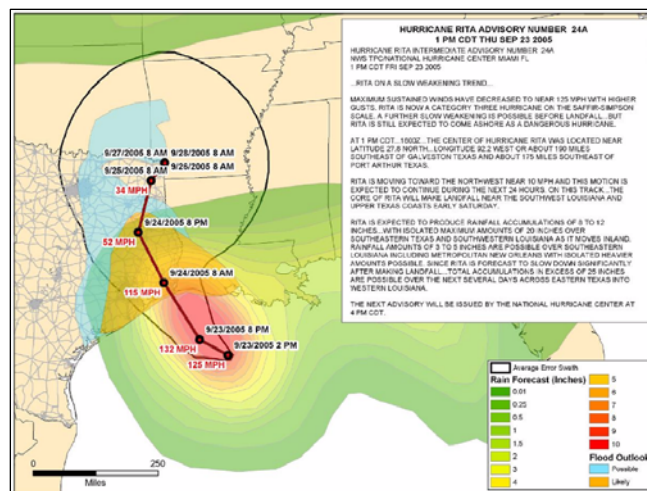 HURRICANE RITA ADVISORY NUMBER 24A
1 PM CDT THU SEP 23 2005
HURRICANE RITA INTERMEDIATE ADVISORY NUMBER 24A
NWS TPC/NATIONAL HURRICANE CENTER MIAMI FL
1 PM CDT FRI SEP 23 2005
...RITA ON A SLOW WEAKENING TREND...
MAXIMUM SUSTAINED WINDS HAVE DECREASED TO NEAR 125 MPH WITH HIGHER
GUSTS. RITA IS NOW A CATEGORY THREE HURRICANE ON THE SAFFIR-SIMPSON
SCALE. A FURTHER SLOW WEAKENING IS POSSIBLE BEFORE LANDFALL...BUT
RITA IS STILL EXPECTED TO COME ASHORE AS A DANGEROUS HURRICANE.
AT 1 PM CDT...1800Z...THE CENTER OF HURRICANE RITA WAS LOCATED NEAR
LATITUDE 27.8 NORTH...LONGITUDE 92.2 WEST OR ABOUT 190 MILES
SOUTHEAST OF GALVESTON TEXAS AND ABOUT 175 MILES SOUTHEAST OF
PORT ARTHUR TEXAS.
RITA IS MOVING TOWARD THE NORTHWEST NEAR 10 MPH AND THIS MOTION IS
EXPECTED TO CONTINUE DURING THE NEXT 24 HOURS. ON THIS TRACK...THE
CORE OF RITA WILL MAKE LANDFALL NEAR THE SOUTHWEST LOUISIANA AND
UPPER TEXAS COASTS EARLY SATURDAY.
RITA IS EXPECTED TO PRODUCE RAINFALL ACCUMULATIONS OF 8 TO 12
INCHES...WITH ISOLATED MAXIMUM AMOUNTS OF 20 INCHES OVER
SOUTHEASTERN TEXAS AND SOUTHWESTERN LOUISIANA AS IT MOVES INLAND.
RAINFALL AMOUNTS OF 3 TO 5 INCHES ARE POSSIBLE OVER SOUTHEASTERN
LOUISIANA INCLUDING METROPOLITAN NEW ORLEANS WITH ISOLATED HEAVIER
AMOUNTS POSSIBLE. SINCE RITA IS FORECAST TO SLOW DOWN SIGNIFICANTLY
AFTER MAKING LANDFALL...TOTAL ACCUMULATIONS IN EXCESS OF 25 INCHES
ARE POSSIBLE OVER THE NEXT SEVERAL DAYS ACROSS EASTERN TEXAS INTO
WESTERN LOUISIANA.
THE NEXT ADVISORY WILL BE ISSUED BY THE NATIONAL HURRICANE CENTER AT
4 PM CDT.
9/27/2005 8 AM
9/28/2005 8 AM
9/25/2005 8 AM
9/26/2005 8 AM
34 MPH
9/24/2005 8 PM
52 MPH
9/24/2005 8 AM
115 MPH
9/23/2005 8 PM
132 MPH
9/23/2005 2 PM
125 MPH
0
250
Miles
Average Error Swath
Rain Forecast (Inches)
0.01
0.25
0.5
1
1.5
2
3
4
5
6
7
8
9
10
Flood Outlook
Possible
Likely